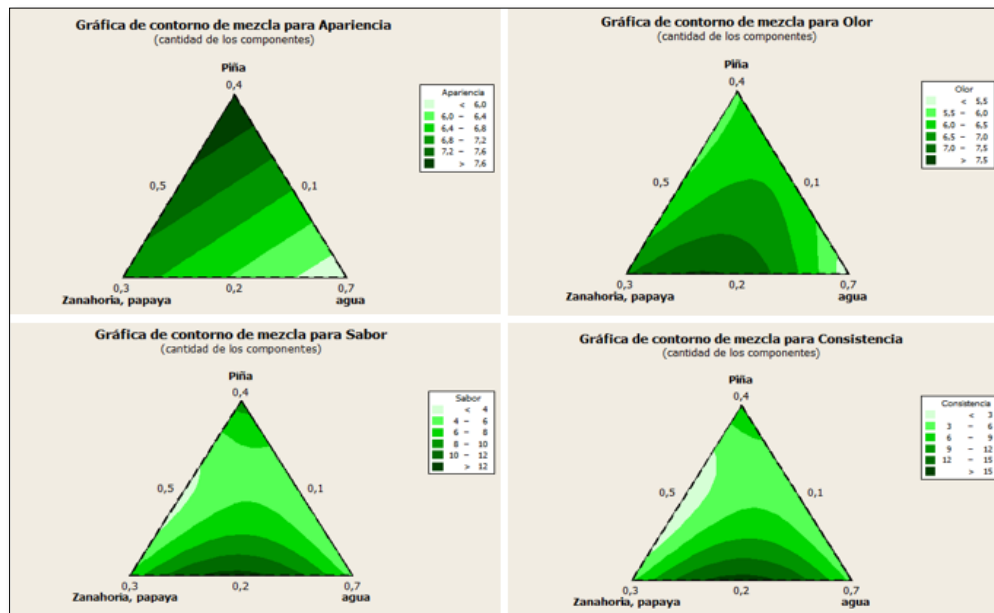 Gráfica de contorno de mezcla para Apariencia
(cantidad de los componentes)
Piña
0,4
Apariencia
< 6,0
6,0 – 6,4
6,4 – 6,8
6,8 – 7,2
7,2 – 7,6
> 7,6
0,5
0,1
0,3
0,2
0,7
Zanahoria, papaya
agua
Gráfica de contorno de mezcla para Olor
(cantidad de los componentes)
Piña
0,4
Olor
< 5,5
5,5 – 6,0
6,0 – 6,5
6,5 – 7,0
7,0 – 7,5
> 7,5
0,5
0,1
0,3
0,2
0,7
Zanahoria, papaya
agua
Gráfica de contorno de mezcla para Sabor
(cantidad de los componentes)
Piña
0,4
Sabor
< 4
4 – 6
6 – 8
8 – 10
10 – 12
> 12
0,5
0,1
0,3
0,2
0,7
Zanahoria, papaya
agua
Gráfica de contorno de mezcla para Consistencia
(cantidad de los componentes)
Piña
0,4
Consistencia
< 3
3 – 6
6 – 9
9 – 12
12 – 15
> 15
0,5
0,1
0,3
0,2
0,7
Zanahoria, papaya
agua